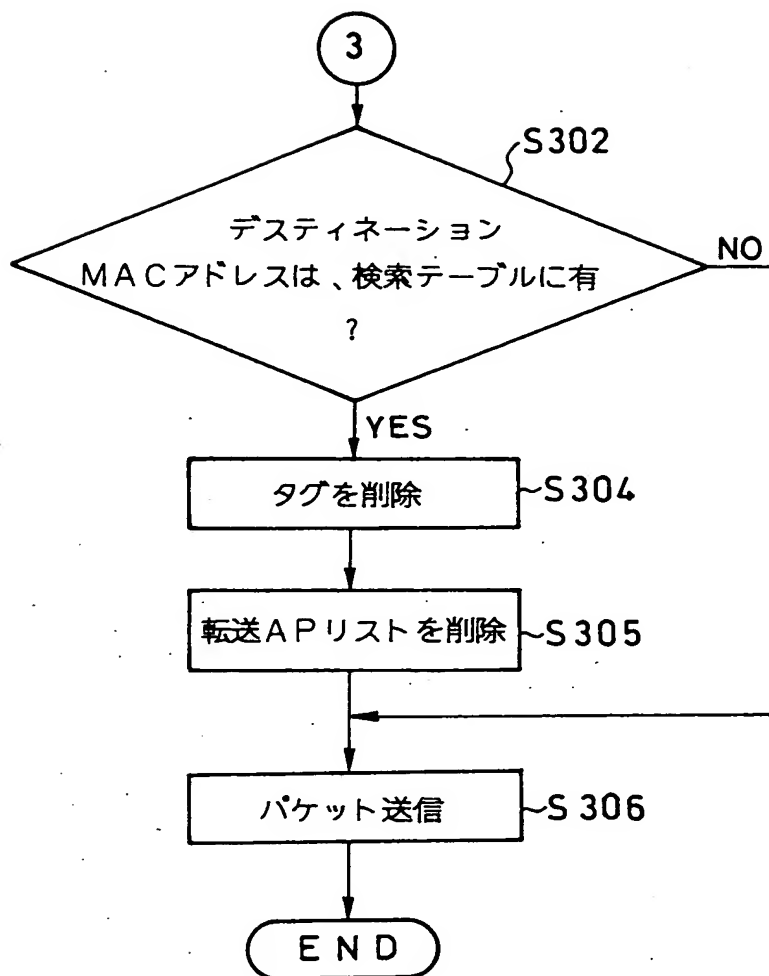 3
S302
デスティネーション
MACアドレスは、検索テーブルに有
?
NO
YES
タグを削除
S304
転送APリストを削除
S305
パケット送信
S306
END